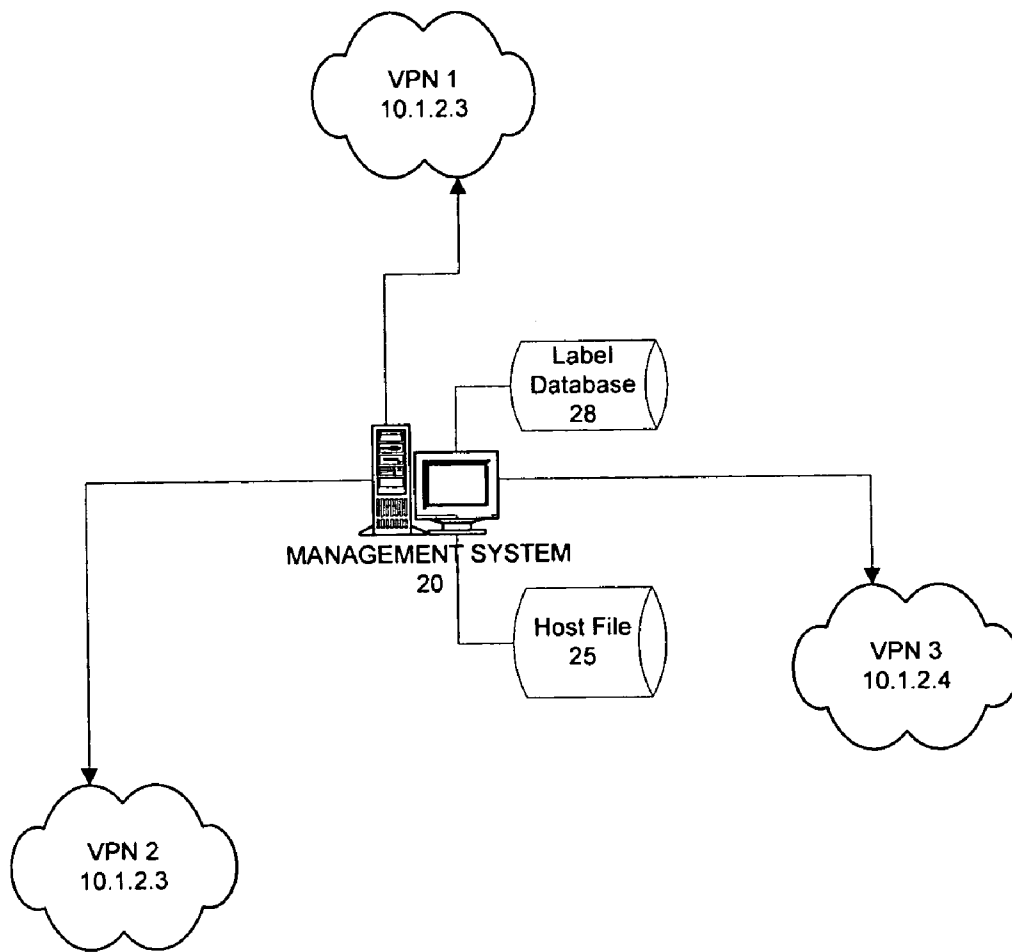 VPN 1
10.1.2.3
Label
Database
28
MANAGEMENT SYSTEM
20
Host File
25
VPN 3
10.1.2.4
VPN 2
10.1.2.3